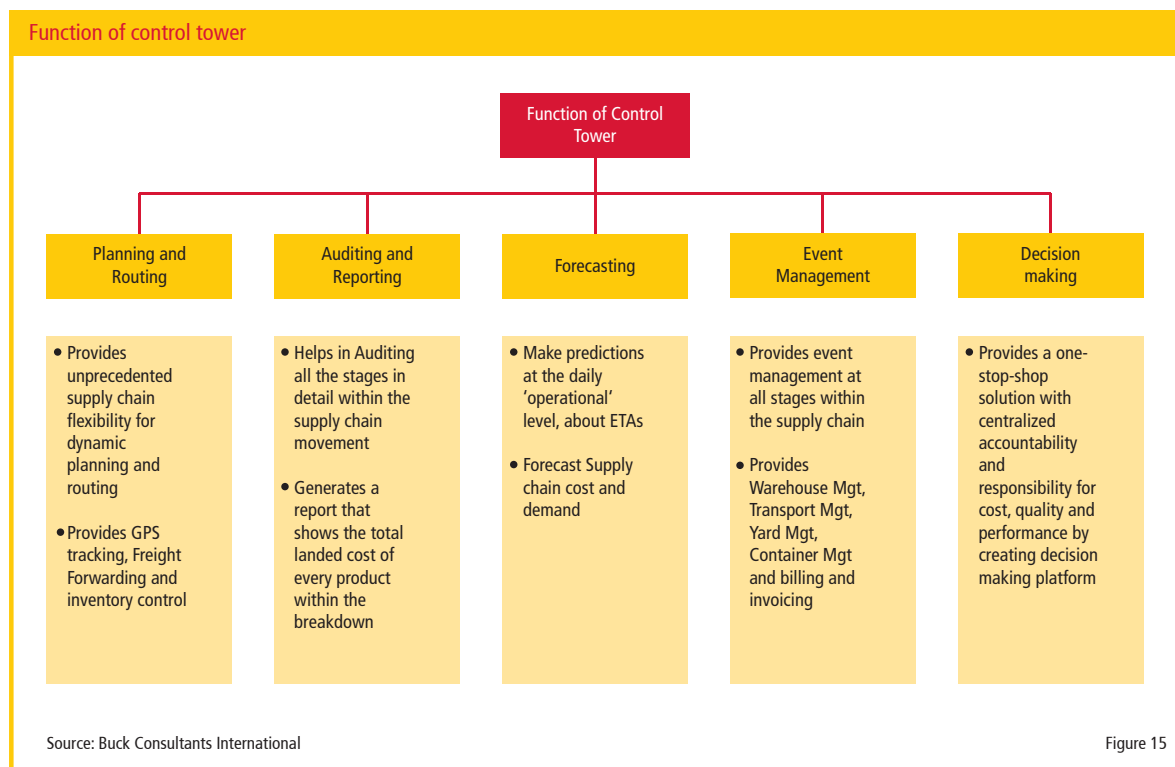 Function of control tower
Function of Control
Tower
Planning and
Routing
Auditing and
Reporting
Forecasting
Event
Management
Decision
making
• Provides
unprecedented
supply chain
flexibility for
dynamic
planning and
routing
• Provides GPS
tracking, Freight
Forwarding and
inventory control
• Helps in Auditing
all the stages in
detail within the
supply chain
movement
• Generates a
report that
shows the total
landed cost of
every product
within the
breakdown
• Make predictions
at the daily
'operational'
level, about ETAs
• Forecast Supply
chain cost and
demand
• Provides event
management at
all stages within
the supply chain
• Provides
Warehouse Mgt,
Transport Mgt,
Yard Mgt,
Container Mgt
and billing and
invoicing
• Provides a one-
stop-shop
solution with
centralized
accountability
and
responsibility for
cost, quality and
performance by
creating decision
making platform
Source: Buck Consultants International
Figure 15